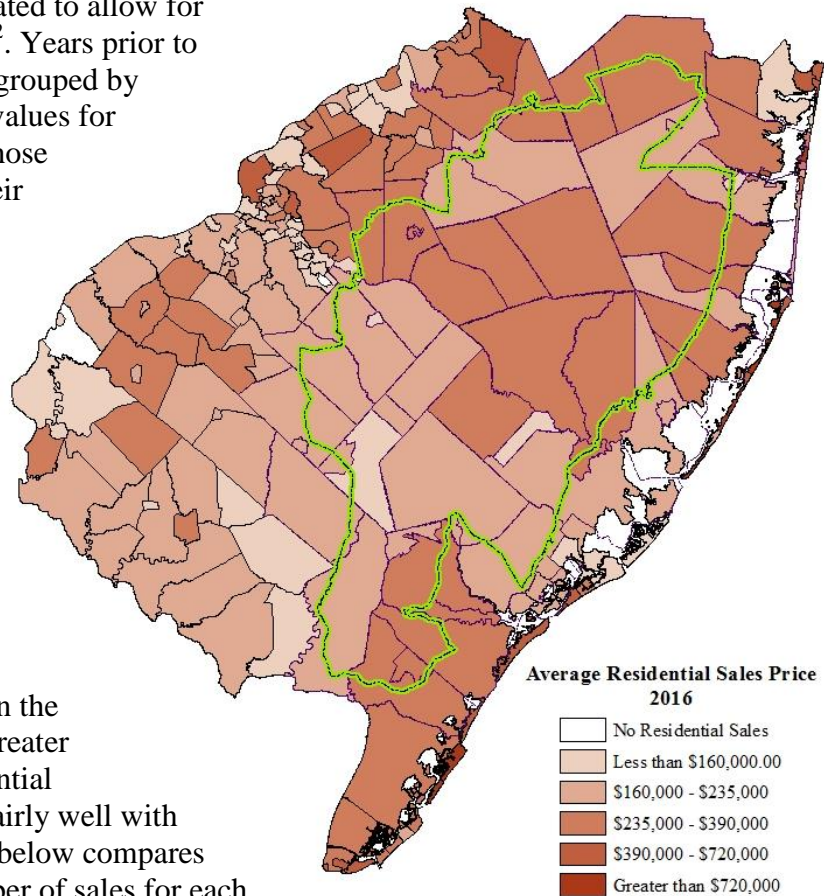 ated to allow for
². Years prior to
grouped by
values for
hose
eir
n the
reater
ntial
airly well with
below compares
ber of sales for each
Average Residential Sales Price
2016
No Residential Sales
Less than $160,000.00
$160,000 - $235,000
$235,000 - $390,000
$390,000 - $720,000
Greater than $720,000